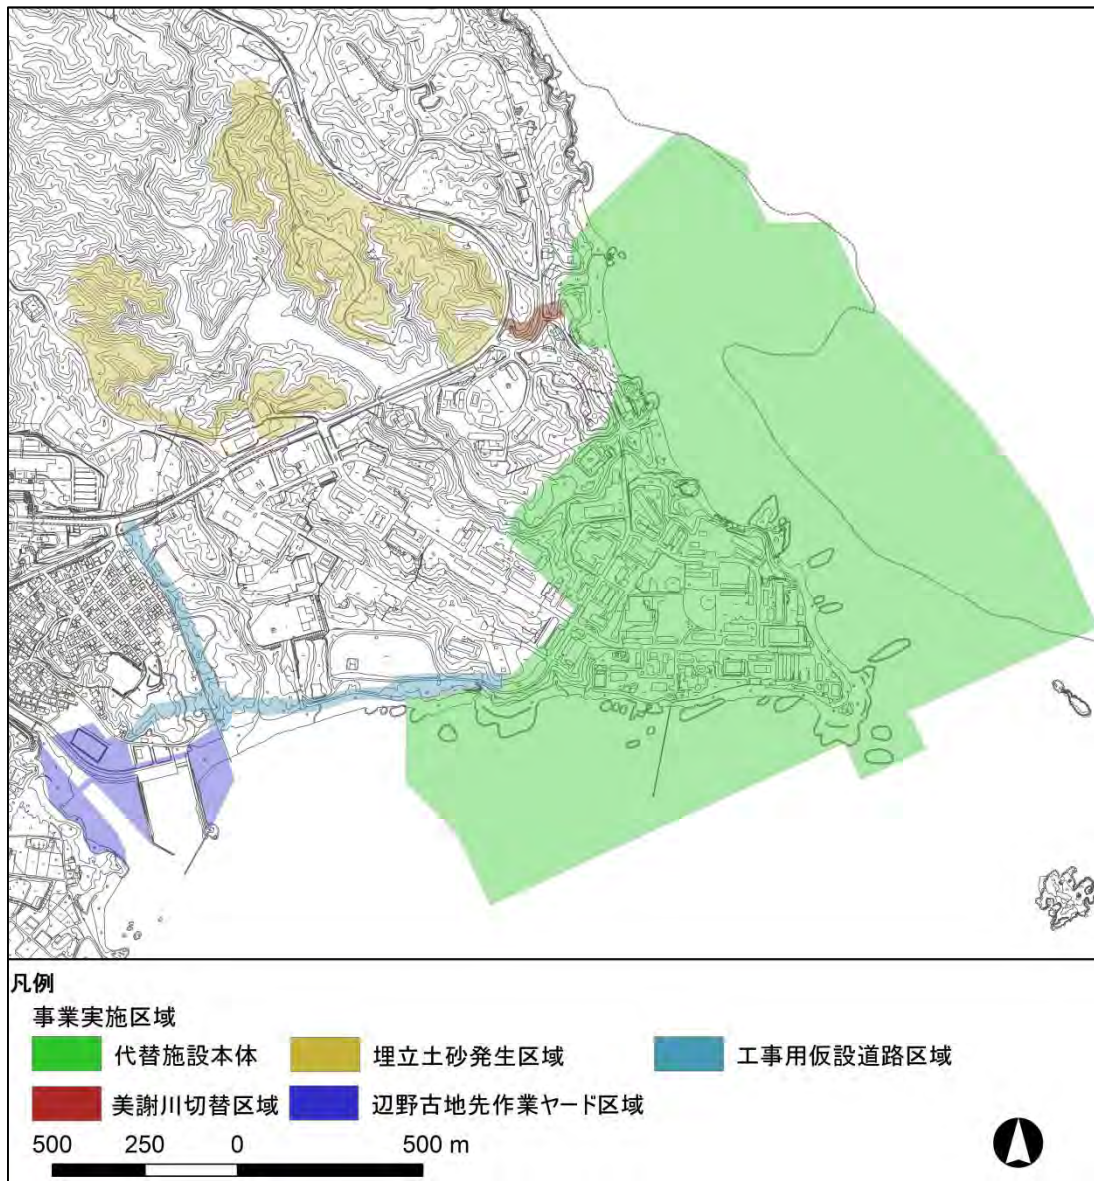 凡例
事業実施区域
代替施設本体 埋立土砂発生区域 工事用仮設道路区域
美謝川切替区域 辺野古地先作業ヤード区域
500 250 0 500 m